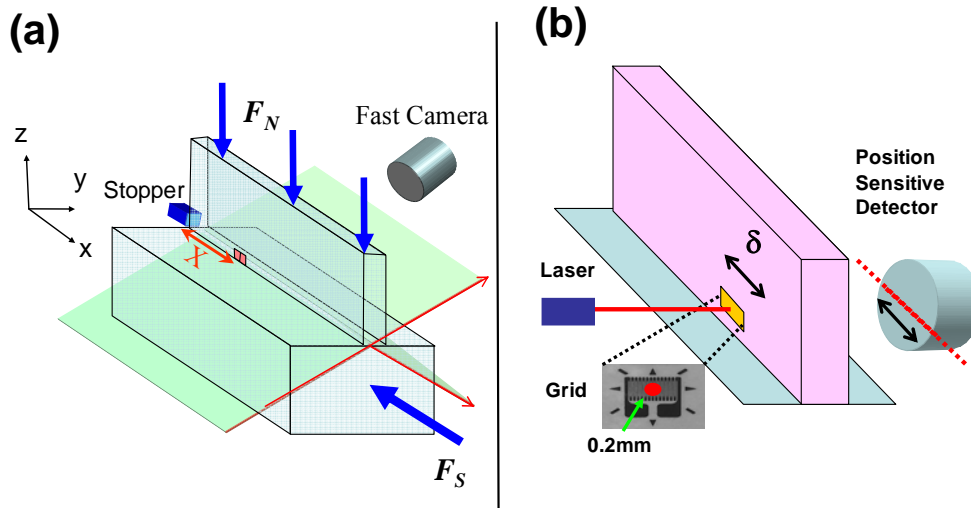 (a)
F_N
Fast Camera
z
y
x
Stopper
X
F_S
(b)
Position
Sensitive
Detector
δ
Laser
Grid
0.2mm